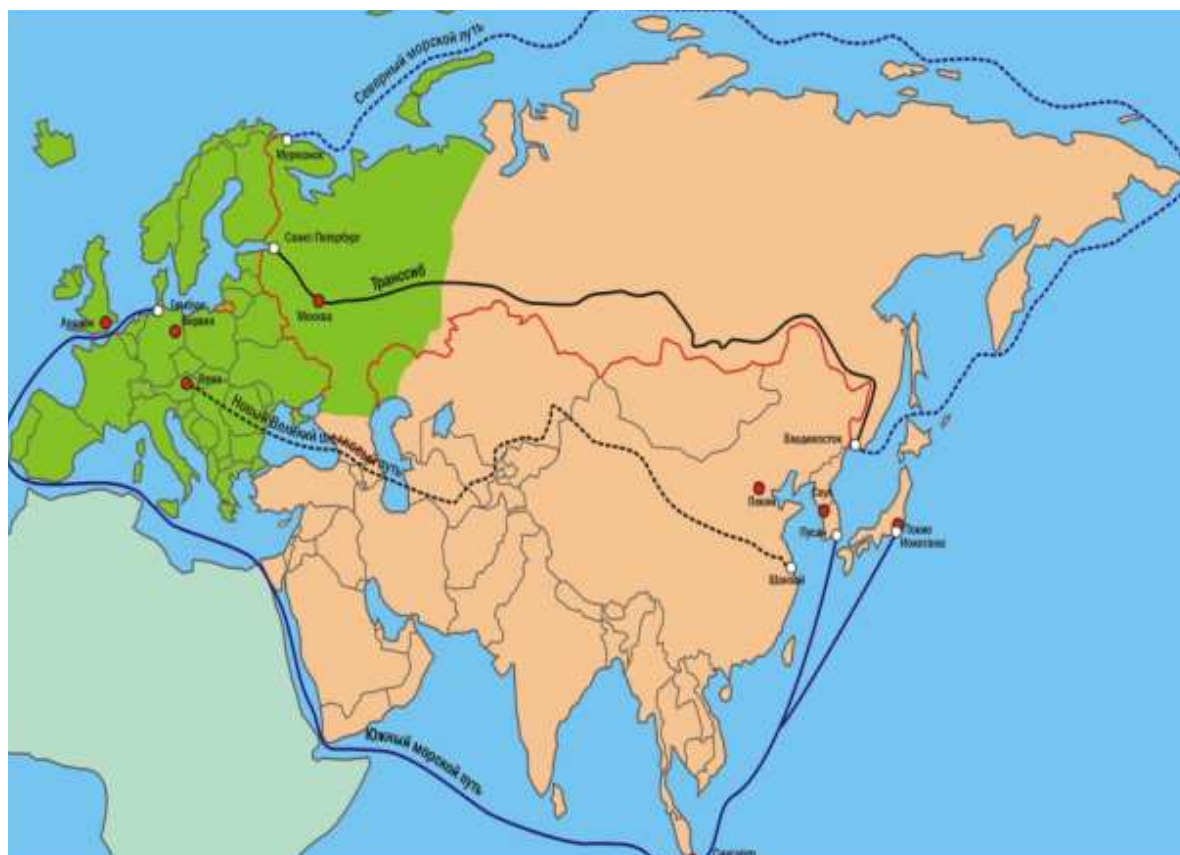 Северный морской путь
Мурманск
Санкт Петербург
Транссиб
Москва
Гамбург
Лондон
Берлин
Вена
Новый Великий шелковый путь
Владивосток
Пекин
Сеул
Пусан
Токио
Иокогама
Шанхай
Южный морской путь
Сингапур